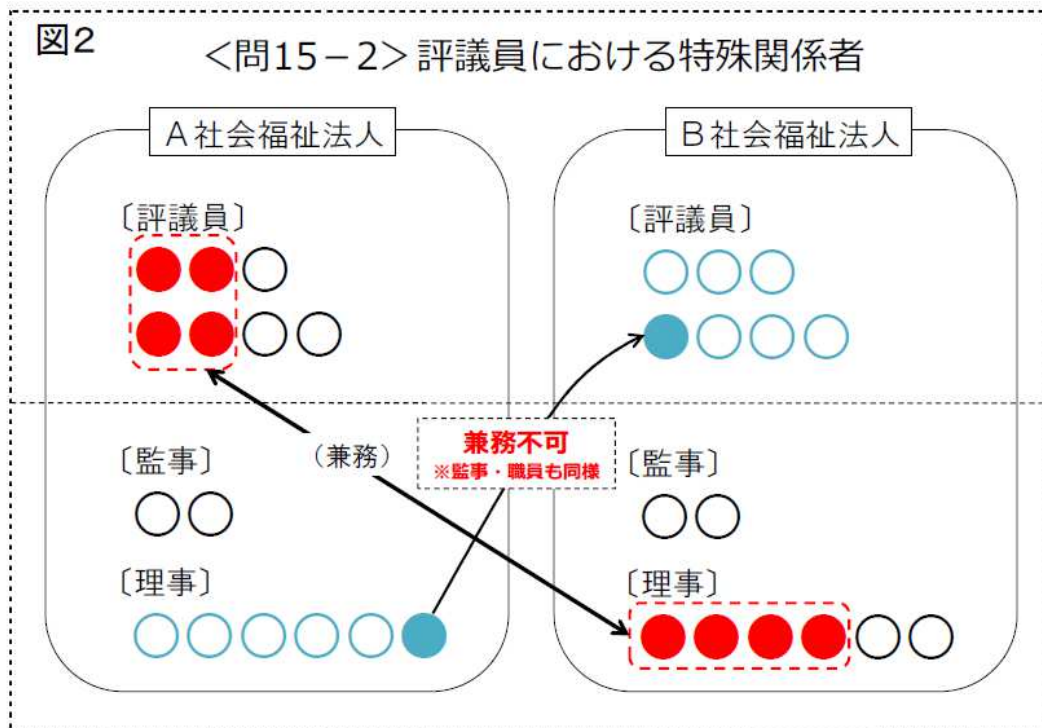 図2
<問15-2>評議員における特殊関係者
A社会福祉法人
B社会福祉法人
〔評議員〕
〔評議員〕
兼務不可
※監事・職員も同様
〔監事〕
(兼務)
〔監事〕
〔理事〕
〔理事〕